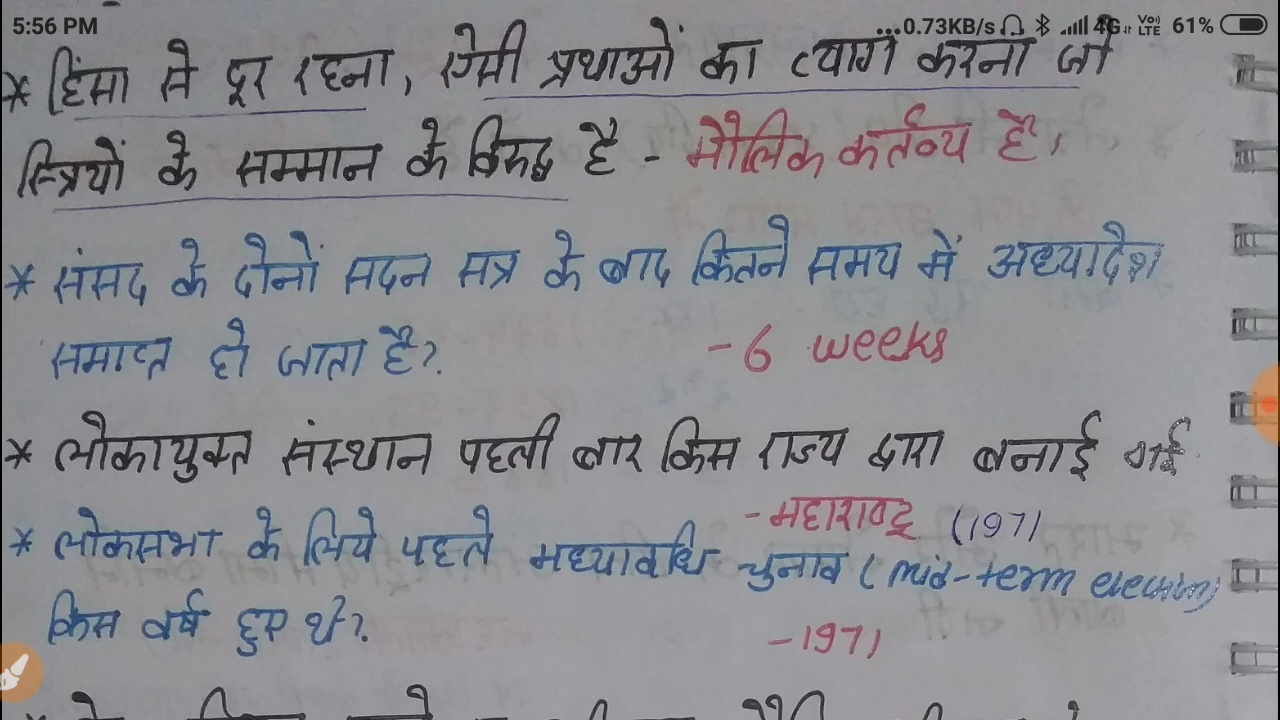 5:56 PM ...0.73KB/s 4G VoLTE 61%
* हिंसा से दूर रहना, ऐसी प्रथाओं का त्याग करना जो
स्त्रियों के सम्मान के विरुद्ध है - मौलिक कर्तव्य है,
* संसद के दोनों सदन सत्र के बाद कितने समय में अध्यादेश
समाप्त हो जाता है? - 6 weeks
* लोकायुक्त संस्थान पहली बार किस राज्य द्वारा बनाई गई
- महाराष्ट्र (1971
* लोकसभा के लिये पहले मध्यावधि चुनाव (mid-term election)
किस वर्ष हुए थे? - 1971